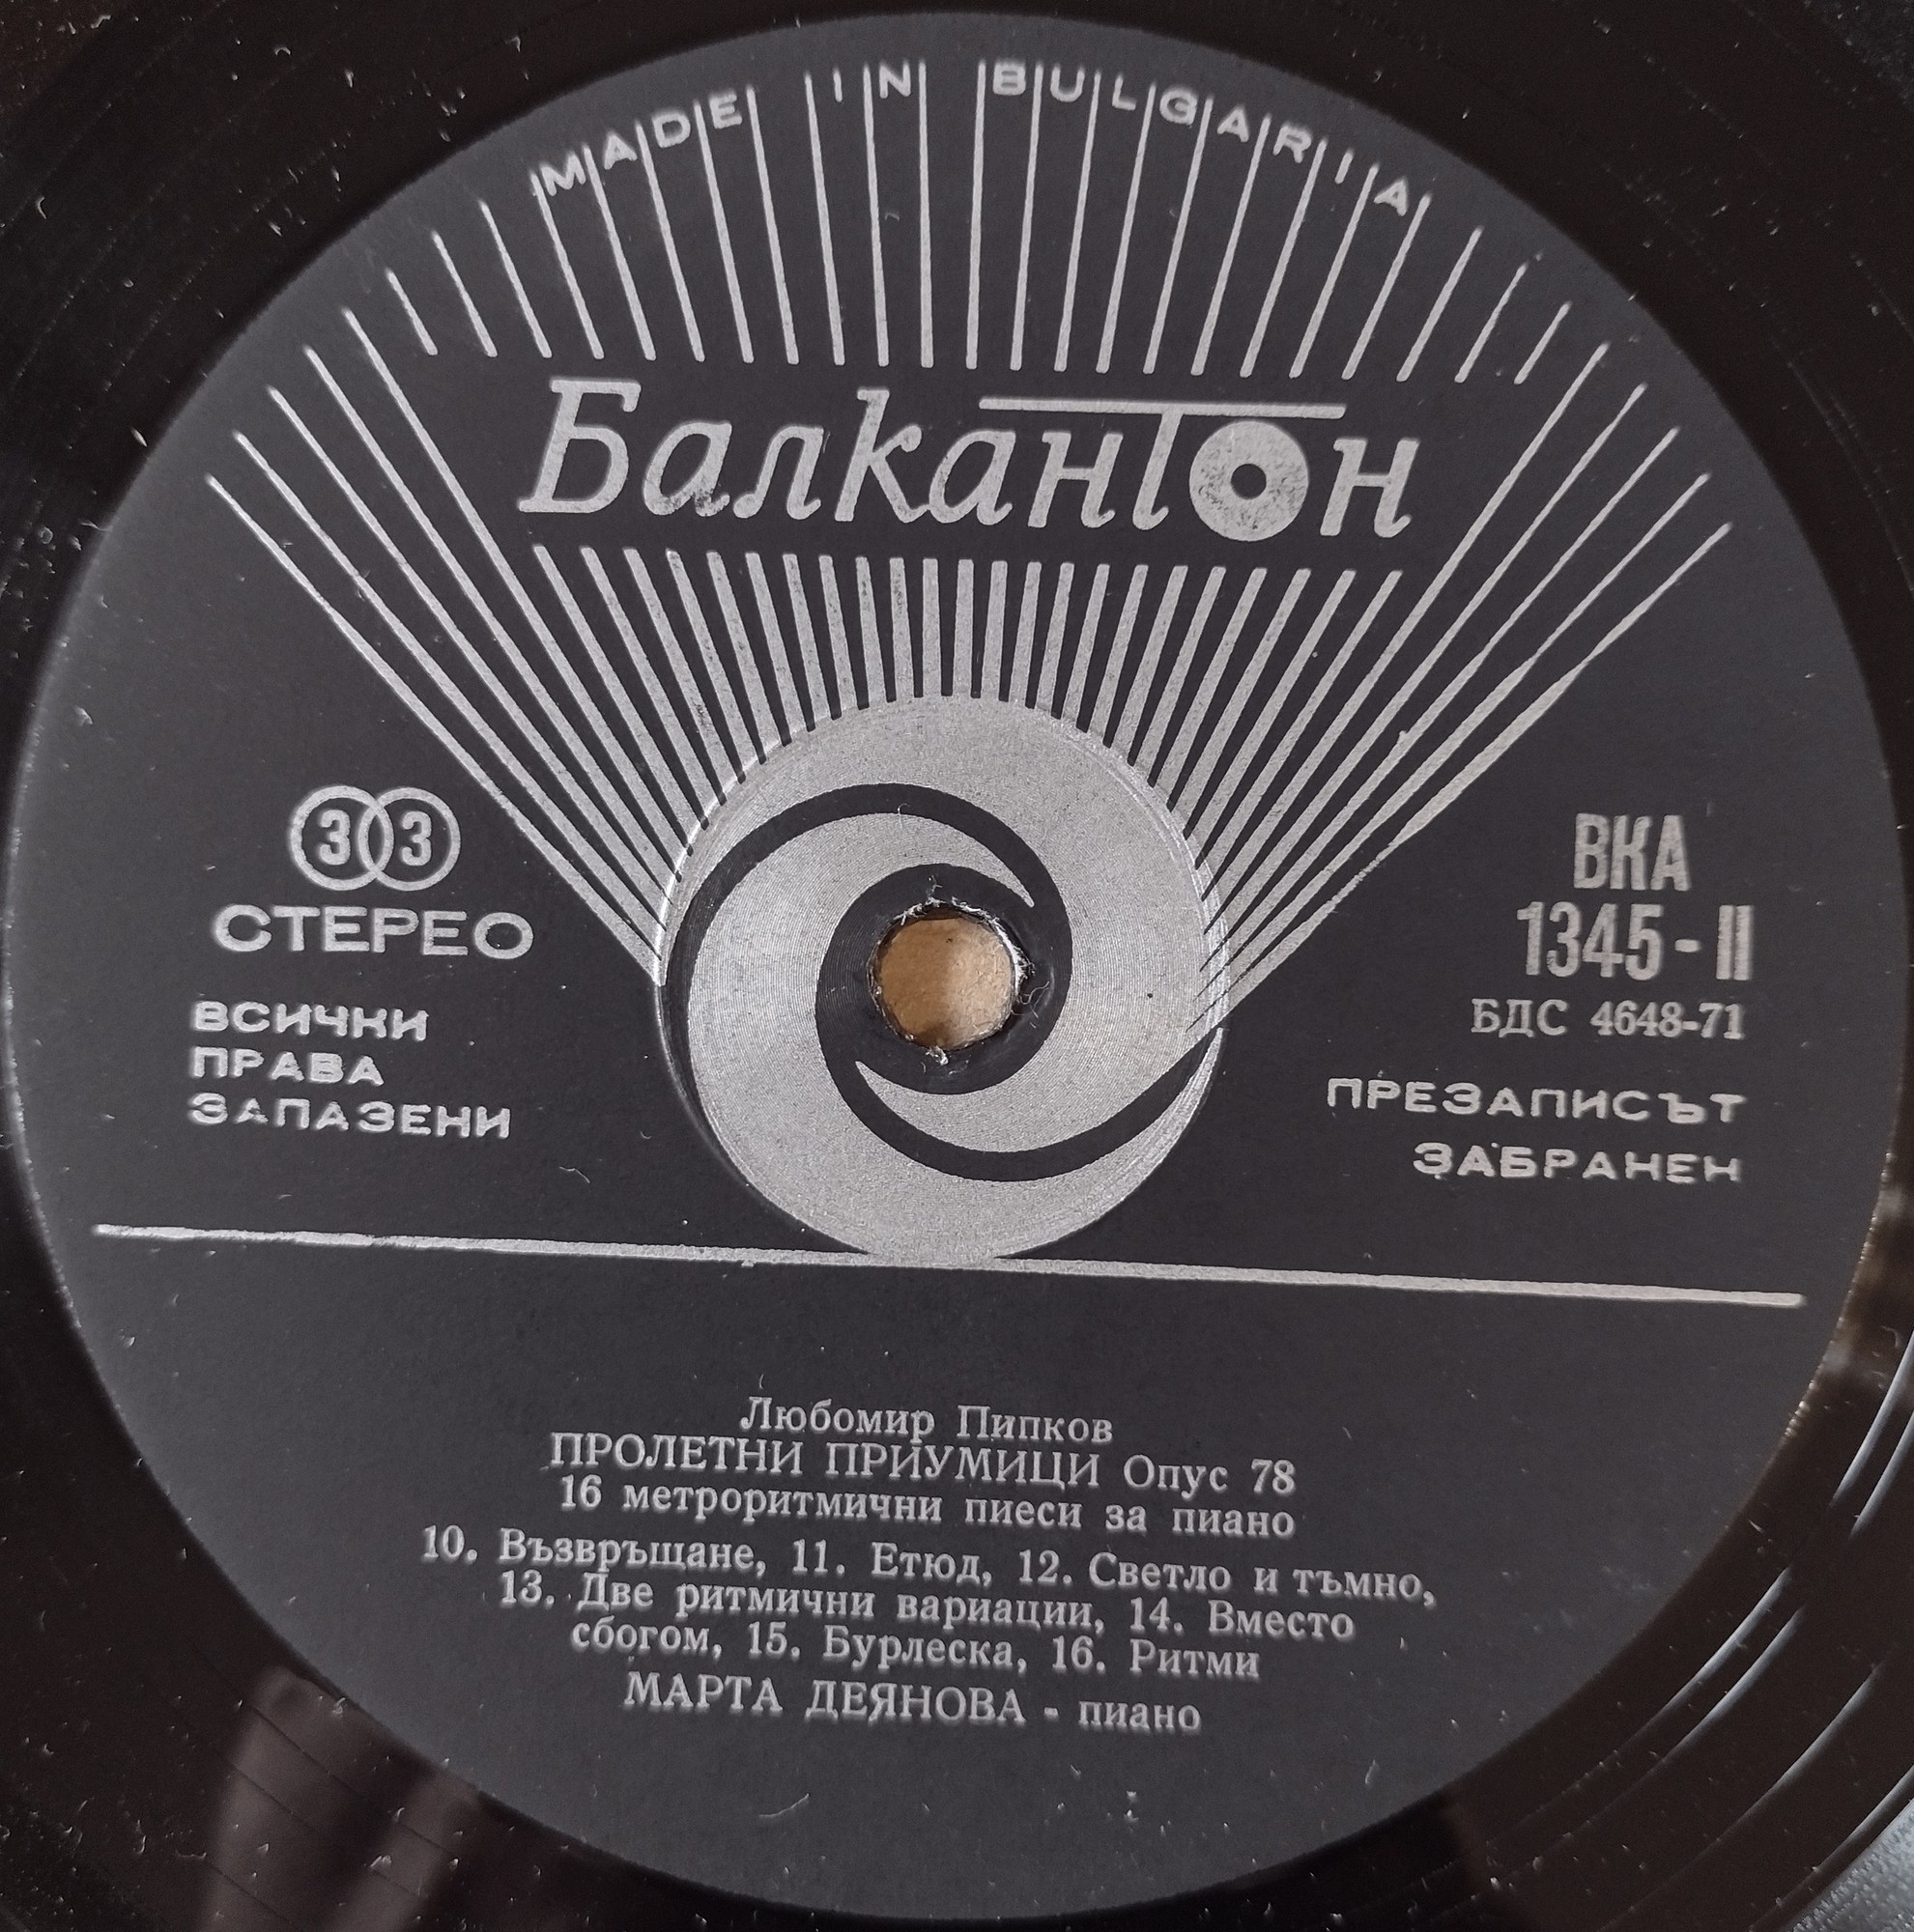 MADE IN BULGARIA
Балкантон
33
СТЕРЕО
ВСИЧКИ
ПРАВА
ЗАПАЗЕНИ
ВКА
1345-II
БДС 4648-71
ПРЕЗАПИСЪТ
ЗАБРАНЕН
Любомир Пипков
ПРОЛЕТНИ ПРИУМИЦИ Опус 78
16 метроритмични пиеси за пиано
10. Възвръщане, 11. Етюд, 12. Светло и тъмно,
13. Две ритмични вариации, 14. Вместо
сбогом, 15. Бурлеска, 16. Ритми
МАРТА ДЕЯНОВА - пиано